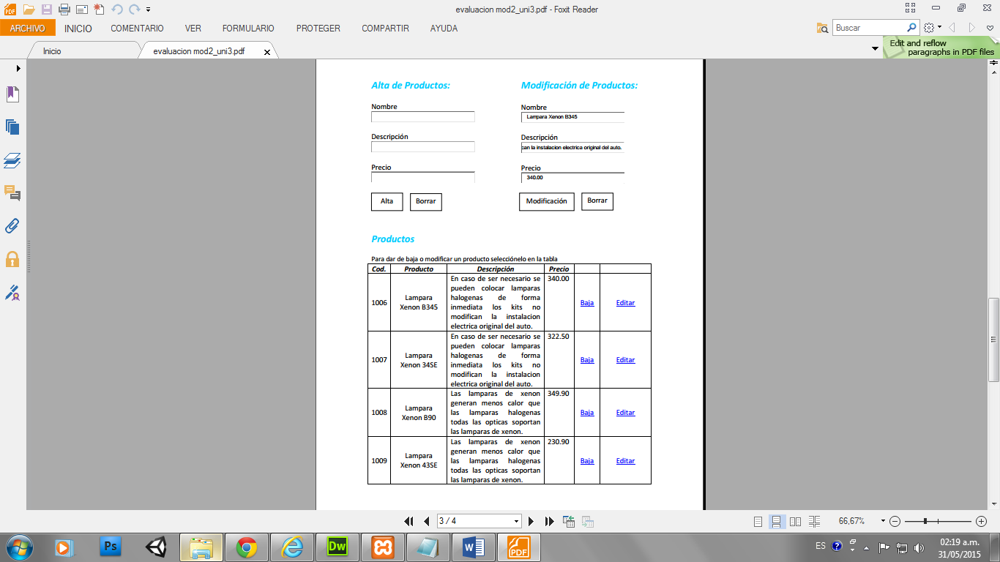 evaluacion mod2_uni3.pdf - Foxit Reader
ARCHIVO INICIO COMENTARIO VER FORMULARIO PROTEGER COMPARTIR AYUDA Buscar
Inicio evaluacion mod2_uni3.pdf
Edit and reflow
paragraphs in PDF files
Alta de Productos: Modificación de Productos:
Nombre Nombre
Lampara Xenon B345
Descripción Descripción
can la instalacion electrica original del auto.
Precio Precio
340.00
Alta Borrar Modificación Borrar
Productos
Para dar de baja o modificar un producto selecciónelo en la tabla
Cod. Producto Descripción Precio
1006
Lampara
Xenon B345
En caso de ser necesario se
pueden colocar lamparas
halogenas de forma
inmediata los kits no
modifican la instalacion
electrica original del auto.
340.00
Baja Editar
1007
Lampara
Xenon 34SE
En caso de ser necesario se
pueden colocar lamparas
halogenas de forma
inmediata los kits no
modifican la instalacion
electrica original del auto.
322.50
Baja Editar
1008
Lampara
Xenon B90
Las lamparas de xenon
generan menos calor que
las lamparas halogenas
todas las opticas soportan
las lamparas de xenon.
349.90
Baja Editar
1009
Lampara
Xenon 43SE
Las lamparas de xenon
generan menos calor que
las lamparas halogenas
todas las opticas soportan
las lamparas de xenon.
230.90
Baja Editar
3 / 4 66,67%
Ps Dw W PDF
ES 02:19 a.m.
31/05/2015